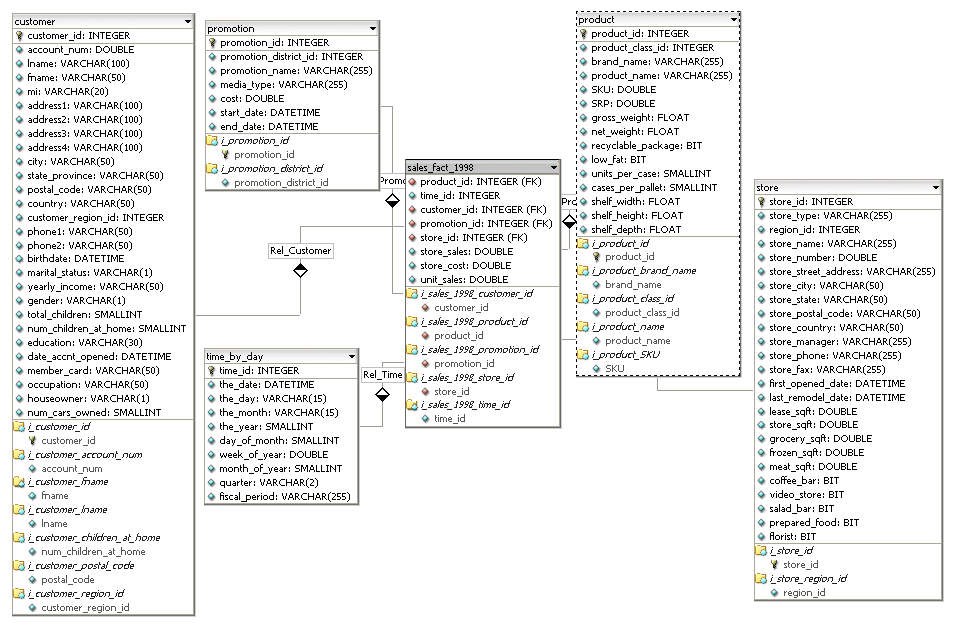 customer
customer_id: INTEGER
account_num: DOUBLE
lname: VARCHAR(100)
fname: VARCHAR(50)
mi: VARCHAR(20)
address1: VARCHAR(100)
address2: VARCHAR(100)
address3: VARCHAR(100)
address4: VARCHAR(100)
city: VARCHAR(50)
state_province: VARCHAR(50)
postal_code: VARCHAR(50)
country: VARCHAR(50)
customer_region_id: INTEGER
phone1: VARCHAR(50)
phone2: VARCHAR(50)
birthdate: DATETIME
marital_status: VARCHAR(1)
yearly_income: VARCHAR(50)
gender: VARCHAR(1)
total_children: SMALLINT
num_children_at_home: SMALLINT
education: VARCHAR(30)
date_accnt_opened: DATETIME
member_card: VARCHAR(50)
occupation: VARCHAR(50)
houseowner: VARCHAR(1)
num_cars_owned: SMALLINT
i_customer_id
customer_id
i_customer_account_num
account_num
i_customer_fname
fname
i_customer_lname
lname
i_customer_children_at_home
num_children_at_home
i_customer_postal_code
postal_code
i_customer_region_id
customer_region_id
promotion
promotion_id: INTEGER
promotion_district_id: INTEGER
promotion_name: VARCHAR(255)
media_type: VARCHAR(255)
cost: DOUBLE
start_date: DATETIME
end_date: DATETIME
i_promotion_id
promotion_id
i_promotion_district_id
promotion_district_id
Promo
Rel_Customer
time_by_day
time_id: INTEGER
the_date: DATETIME
the_day: VARCHAR(15)
the_month: VARCHAR(15)
the_year: SMALLINT
day_of_month: SMALLINT
week_of_year: DOUBLE
month_of_year: SMALLINT
quarter: VARCHAR(2)
fiscal_period: VARCHAR(255)
Rel_Time
sales_fact_1998
product_id: INTEGER (FK)
time_id: INTEGER
customer_id: INTEGER (FK)
promotion_id: INTEGER (FK)
store_id: INTEGER (FK)
store_sales: DOUBLE
store_cost: DOUBLE
unit_sales: DOUBLE
i_sales_1998_customer_id
customer_id
i_sales_1998_product_id
product_id
i_sales_1998_promotion_id
promotion_id
i_sales_1998_store_id
store_id
i_sales_1998_time_id
time_id
product
product_id: INTEGER
product_class_id: INTEGER
brand_name: VARCHAR(255)
product_name: VARCHAR(255)
SKU: DOUBLE
SRP: DOUBLE
gross_weight: FLOAT
net_weight: FLOAT
recyclable_package: BIT
low_fat: BIT
units_per_case: SMALLINT
cases_per_pallet: SMALLINT
shelf_width: FLOAT
shelf_height: FLOAT
shelf_depth: FLOAT
i_product_id
product_id
i_product_brand_name
brand_name
i_product_class_id
product_class_id
i_product_name
product_name
i_product_SKU
SKU
store
store_id: INTEGER
store_type: VARCHAR(255)
region_id: INTEGER
store_name: VARCHAR(255)
store_number: DOUBLE
store_street_address: VARCHAR(255)
store_city: VARCHAR(50)
store_state: VARCHAR(50)
store_postal_code: VARCHAR(50)
store_country: VARCHAR(50)
store_manager: VARCHAR(255)
store_phone: VARCHAR(255)
store_fax: VARCHAR(255)
first_opened_date: DATETIME
last_remodel_date: DATETIME
lease_sqft: DOUBLE
store_sqft: DOUBLE
grocery_sqft: DOUBLE
frozen_sqft: DOUBLE
meat_sqft: DOUBLE
coffee_bar: BIT
video_store: BIT
salad_bar: BIT
prepared_food: BIT
florist: BIT
i_store_id
store_id
i_store_region_id
region_id